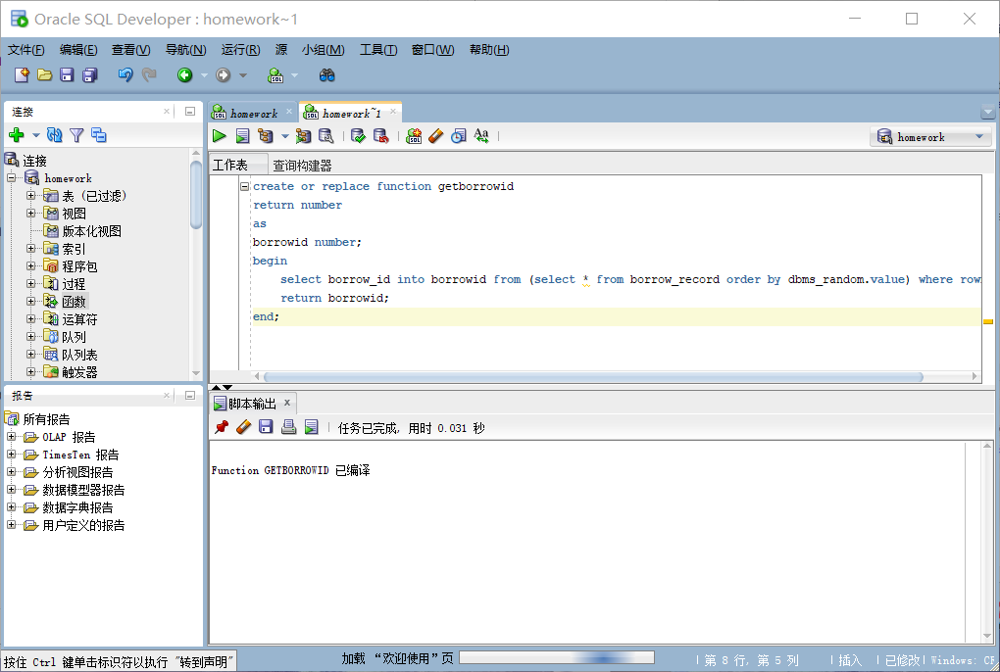 Oracle SQL Developer : homework~1
文件(F) 编辑(E) 查看(V) 导航(N) 运行(R) 源 小组(M) 工具(T) 窗口(W) 帮助(H)
连接
homework homework~1
homework
工作表 查询构建器
连接
homework
表 (已过滤)
视图
版本化视图
索引
程序包
过程
函数
运算符
队列
队列表
触发器
create or replace function getborrowid
return number
as
borrowid number;
begin
select borrow_id into borrowid from (select * from borrow_record order by dbms_random.value) where row
return borrowid;
end;
报告
所有报告
OLAP 报告
TimesTen 报告
分析视图报告
数据模型器报告
数据字典报告
用户定义的报告
脚本输出 x
任务已完成, 用时 0.031 秒
Function GETBORROWID 已编译
按住 Ctrl 键单击标识符以执行 "转到声明"
加载 “欢迎使用” 页
第 8 行, 第 5 列 插入 已修改 Windows: CR